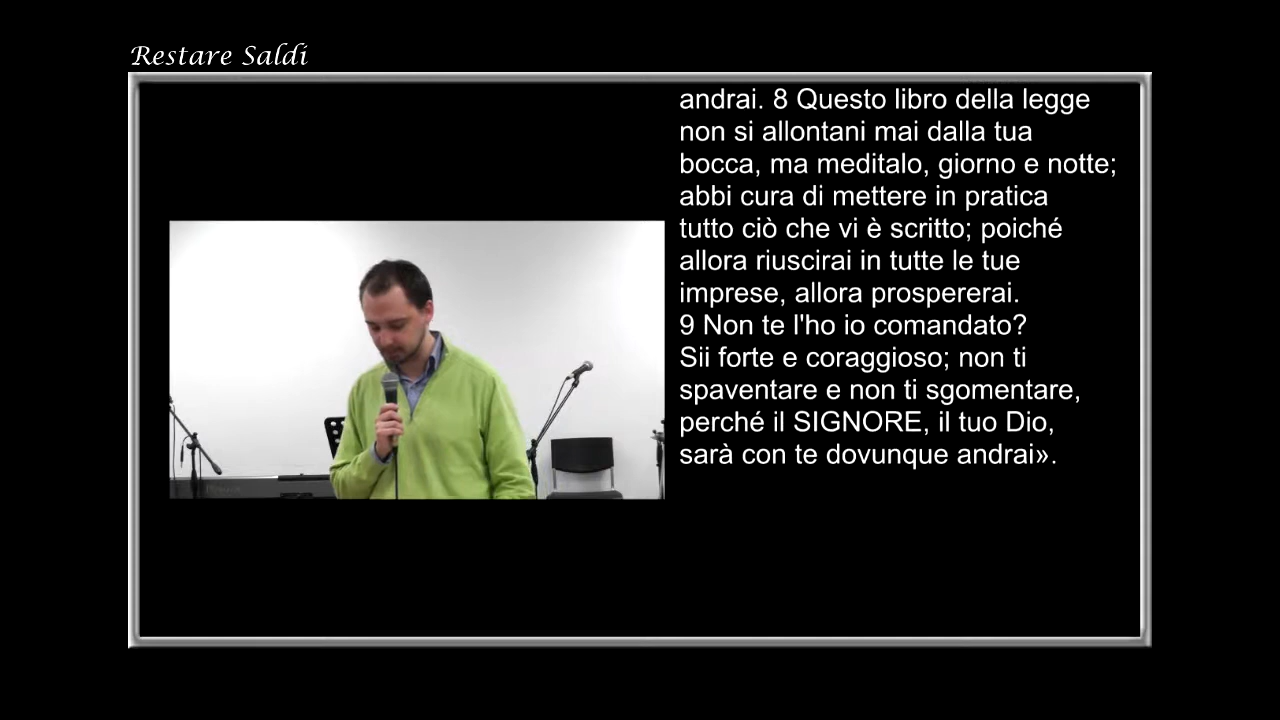 Restare Saldi
andrai. 8 Questo libro della legge
non si allontani mai dalla tua
bocca, ma meditalo, giorno e notte;
abbi cura di mettere in pratica
tutto ciò che vi è scritto; poiché
allora riuscirai in tutte le tue
imprese, allora prospererai.
9 Non te l'ho io comandato?
Sii forte e coraggioso; non ti
spaventare e non ti sgomentare,
perché il SIGNORE, il tuo Dio,
sarà con te dovunque andrai».